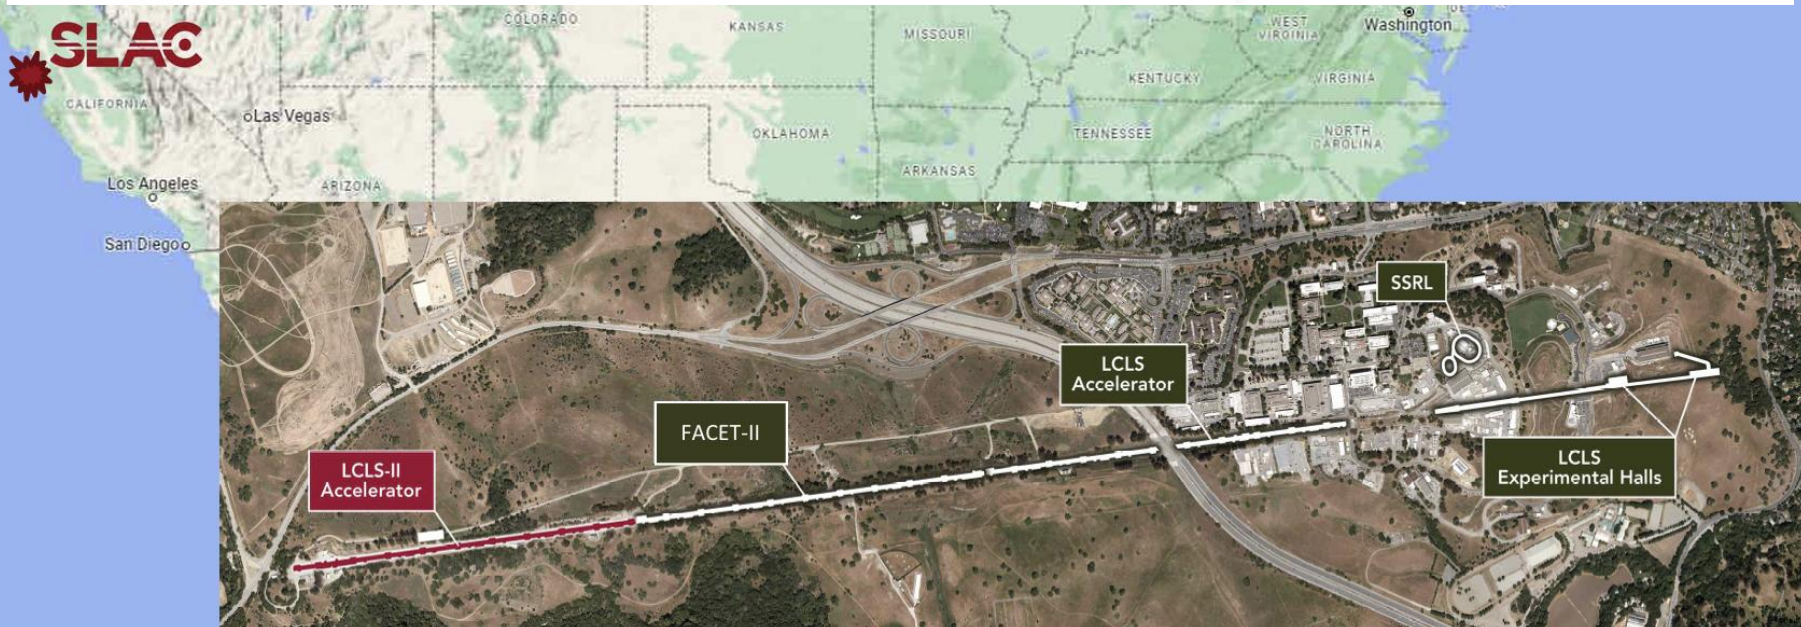 COLORADO
KANSAS
MISSOURI
WEST
VIRGINIA
Washington
SLAC
KENTUCKY
VIRGINIA
CALIFORNIA
Las Vegas
OKLAHOMA
TENNESSEE
NORTH
CAROLINA
ARKANSAS
Los Angeles
ARIZONA
San Diego
SSRL
LCLS
Accelerator
FACET-II
LCLS-II
Accelerator
LCLS
Experimental Halls